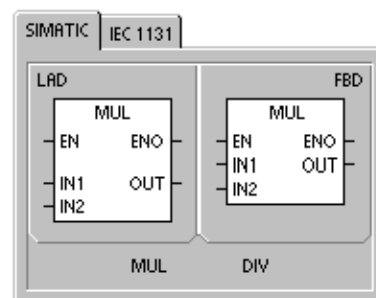 SIMATIC IEC 1131
LAD FBD
MUL MUL
EN ENO EN ENO
IN1 OUT
IN1 OUT IN2
IN2
MUL DIV